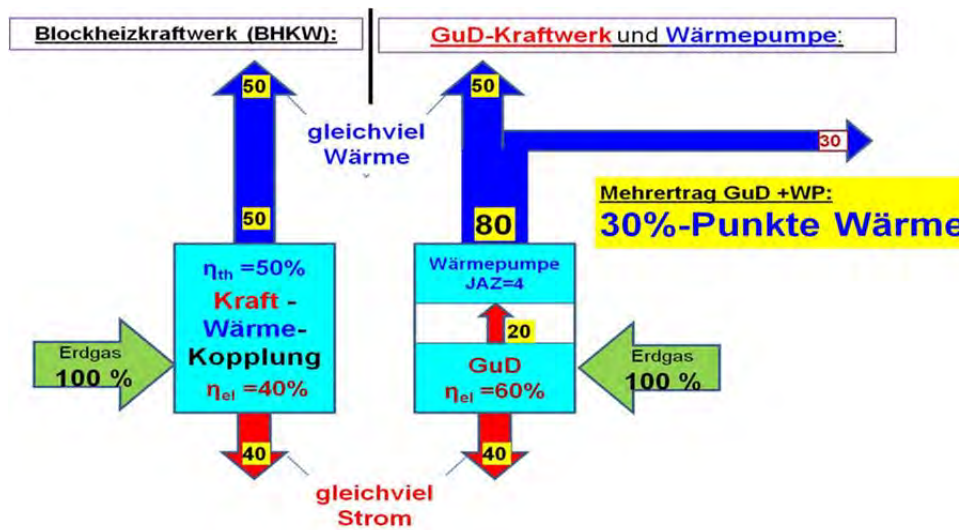 Blockheizkraftwerk (BHKW):
GuD-Kraftwerk und Wärmepumpe:
50
50
gleichviel
Wärme
30
Mehrertrag GuD +WP:
30%-Punkte Wärme
50
80
ηth =50%
Kraft -
Wärme-
Kopplung
ηel =40%
Wärmepumpe
JAZ=4
20
GuD
ηel =60%
Erdgas
100 %
Erdgas
100 %
40
40
gleichviel
Strom